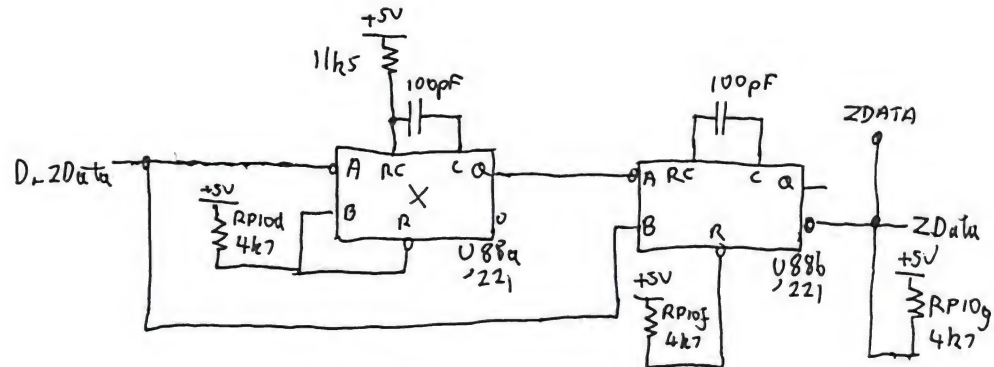 +5V
11k5
100pF
100pF
ZDATA
D_2Data
A
RC
C
Q
A
RC
C
Q
+5V
X
RP10d
4k7
B
R
B
R
ZData
U88a
'221
U88b
'221
+5V
RP10f
4k7
+5V
RP10g
4k7